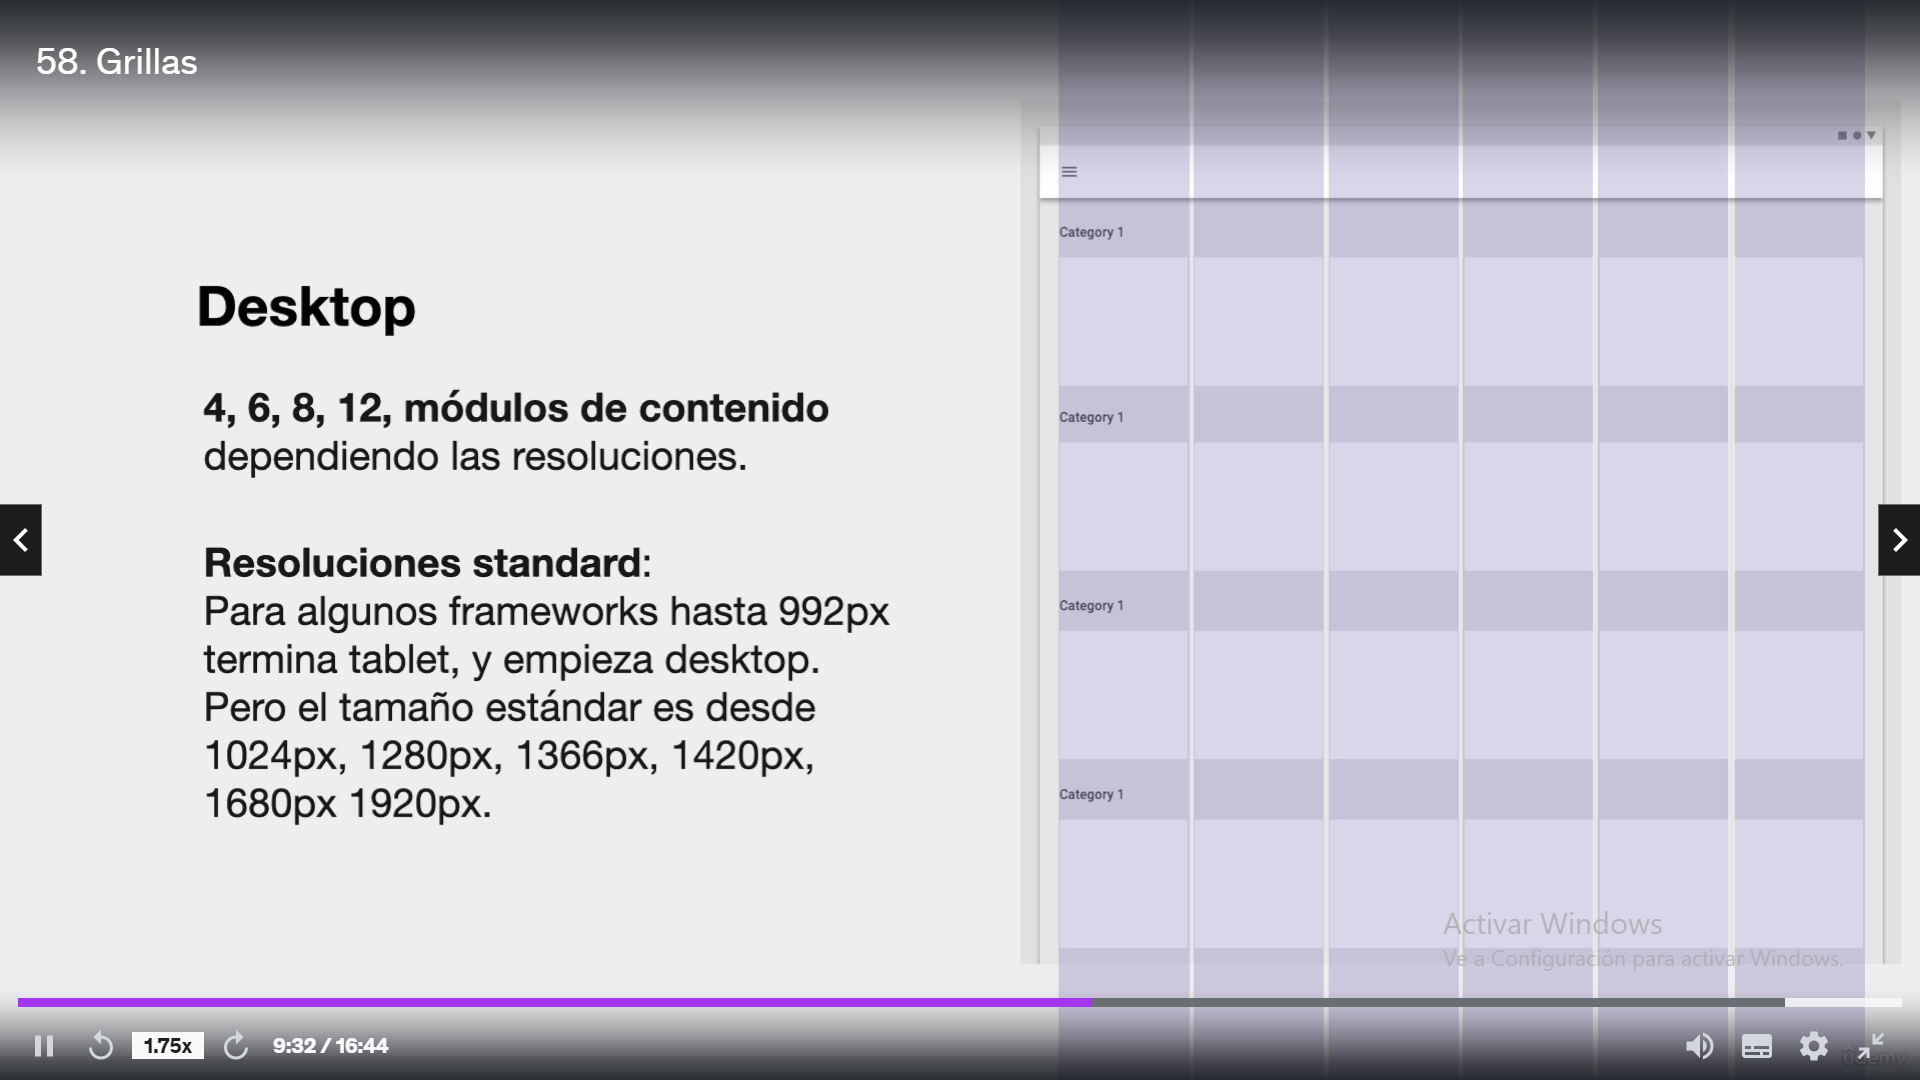 58. Grillas
Desktop
4, 6, 8, 12, módulos de contenido
dependiendo las resoluciones.
Resoluciones standard:
Para algunos frameworks hasta 992px
termina tablet, y empieza desktop.
Pero el tamaño estándar es desde
1024px, 1280px, 1366px, 1420px,
1680px 1920px.
Category 1
Category 1
Category 1
Category 1
Activar Windows
Ve a Configuración para activar Windows.
1.75x
9:32 / 16:44
ûdemy